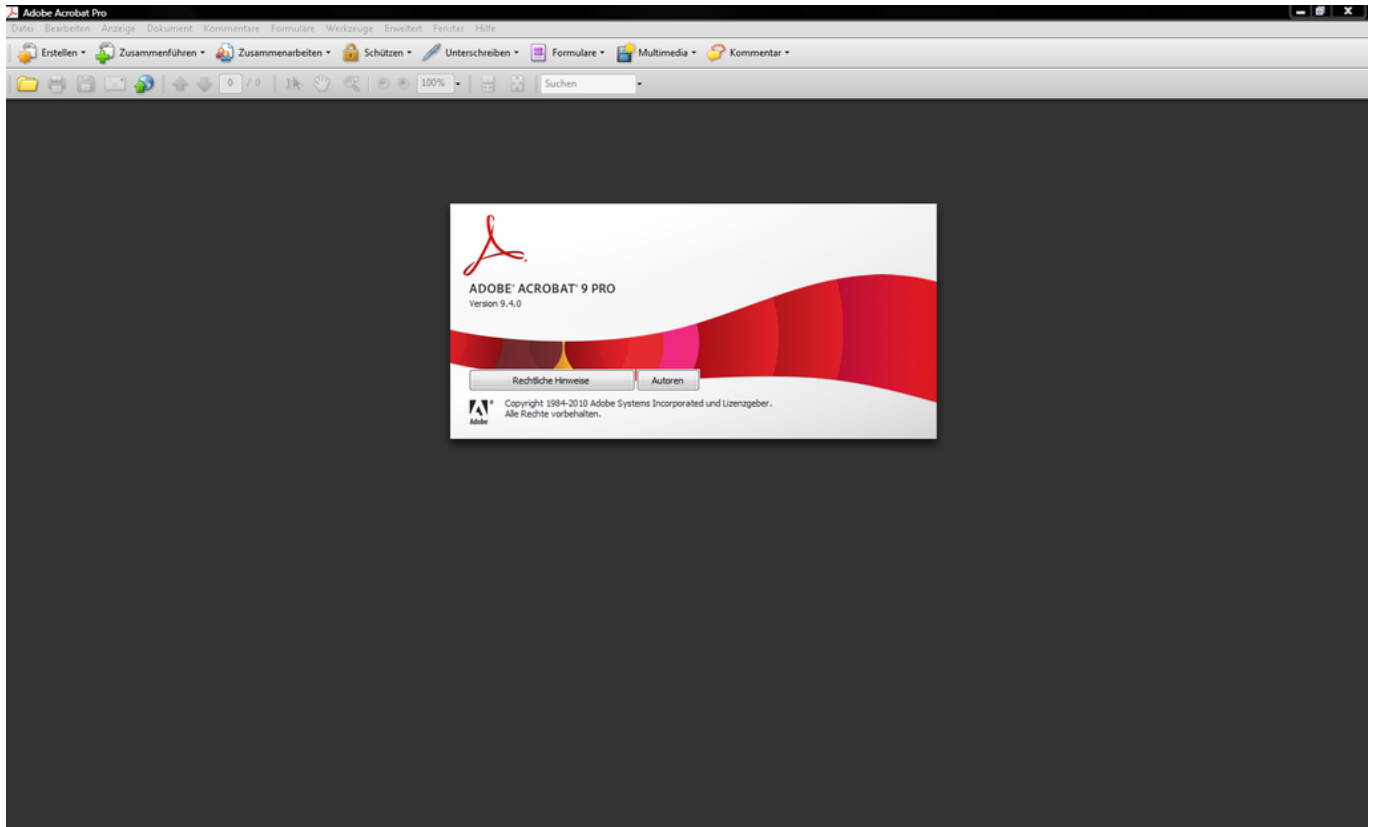 Adobe Acrobat Pro
Datei Bearbeiten Anzeige Dokument Kommentare Formulare Werkzeuge Erweitert Fenster Hilfe
Erstellen Zusammenführen Zusammenarbeiten Schützen Unterschreiben Formulare Multimedia Kommentar
0 / 0 100% Suchen
ADOBE® ACROBAT® 9 PRO
Version 9.4.0
Rechtliche Hinweise Autoren
Copyright 1984-2010 Adobe Systems Incorporated und Lizenzgeber.
Alle Rechte vorbehalten.
Adobe